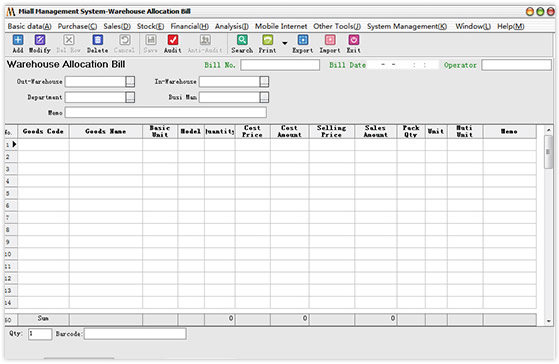 Miall Management System-Warehouse Allocation Bill
Basic data(A) Purchase(C) Sales(D) Stock(E) Financial(H) Analysis(I) Mobile Internet Other Tools(J) System Management(K) Window(L) Help(M)
Add Modify Del Row Delete Cancel Save Audit Anti-Audit Search Print Export Import Exit
Warehouse Allocation Bill Bill No. Bill Date - - : : Operator
Out-Warehouse ... In-Warehouse ...
Department ... Busi Man ...
Memo
No. Goods Code Goods Name Basic Unit Model Quantity Cost Price Cost Amount Selling Price Sales Amount Pack Qty Unit Muti Unit Memo
1
2
3
4
5
6
7
8
9
10
11
12
13
14
50 Sum 0 0 0
Qty: 1 Barcode: